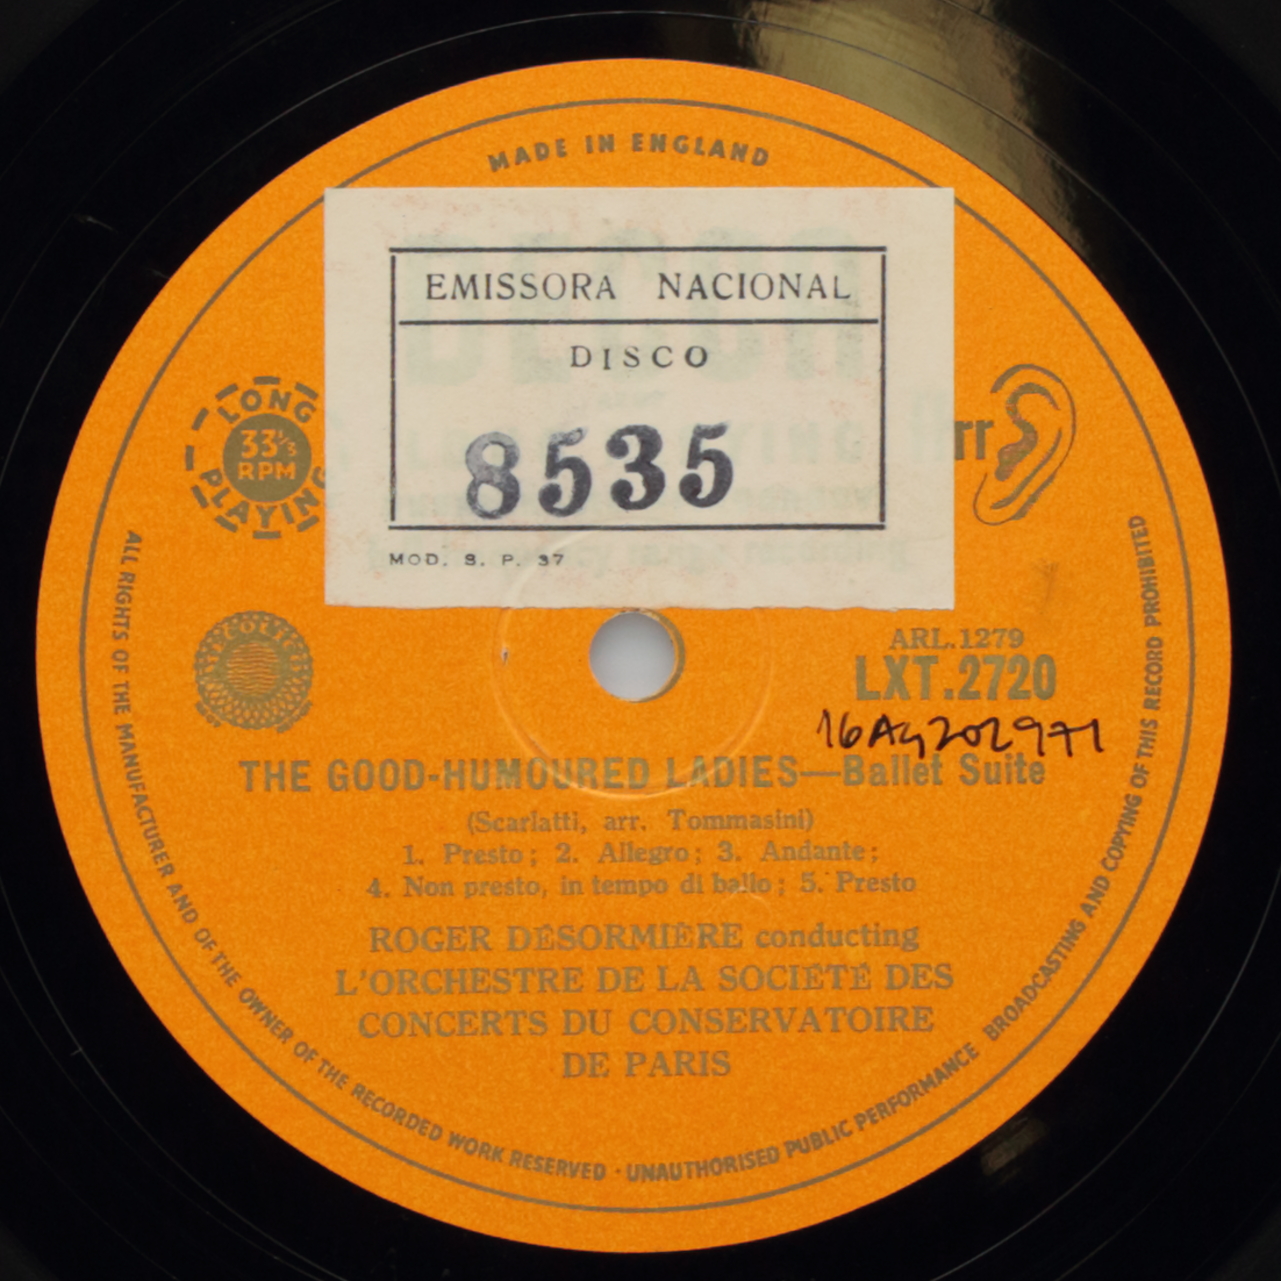 MADE IN ENGLAND
EMISSORA NACIONAL
DISCO
8535
MOD. S. P. 37
LONG
33⅓
RPM
PLAYING
rr
ARL.1279
LXT.2720
THE GOOD-HUMOURED LADIES—Ballet Suite
(Scarlatti, arr. Tommasini)
1. Presto; 2. Allegro; 3. Andante;
4. Non presto, in tempo di ballo; 5. Presto
ROGER DÉSORMIÈRE conducting
L'ORCHESTRE DE LA SOCIÉTÉ DES
CONCERTS DU CONSERVATOIRE
DE PARIS
ALL RIGHTS OF THE MANUFACTURER AND OF THE OWNER OF THE RECORDED WORK RESERVED · UNAUTHORISED PUBLIC PERFORMANCE BROADCASTING AND COPYING OF THIS RECORD PROHIBITED